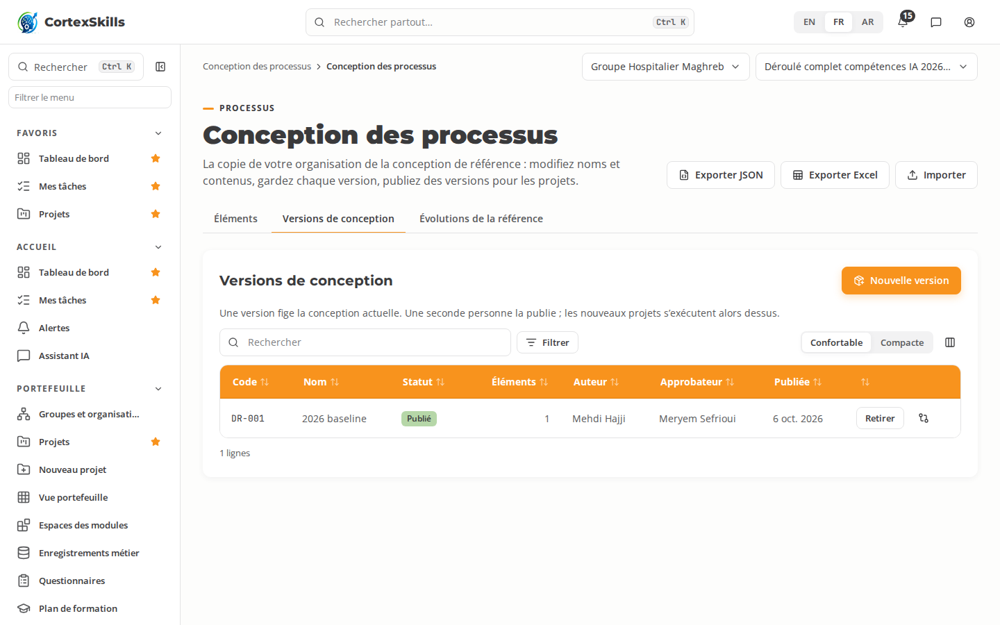 CortexSkills
Rechercher partout...
Ctrl K
EN
FR
AR
15
Rechercher
Ctrl K
Filtrer le menu
FAVORIS
Tableau de bord
Mes tâches
Projets
ACCUEIL
Tableau de bord
Mes tâches
Alertes
Assistant IA
PORTEFEUILLE
Groupes et organisati...
Projets
Nouveau projet
Vue portefeuille
Espaces des modules
Enregistrements métier
Questionnaires
Plan de formation
Conception des processus
Conception des processus
Groupe Hospitalier Maghreb
Déroulé complet compétences IA 2026...
PROCESSUS
Conception des processus
La copie de votre organisation de la conception de référence : modifiez noms et
contenus, gardez chaque version, publiez des versions pour les projets.
Exporter JSON
Exporter Excel
Importer
Éléments
Versions de conception
Évolutions de la référence
Versions de conception
Nouvelle version
Une version fige la conception actuelle. Une seconde personne la publie ; les nouveaux projets s’exécutent alors dessus.
Rechercher
Filtrer
Confortable
Compacte
Code Nom Statut Éléments Auteur Approbateur Publiée
DR-001 2026 baseline Publié 1 Mehdi Hajji Meryem Sefrioui 6 oct. 2026 Retirer
1 lignes